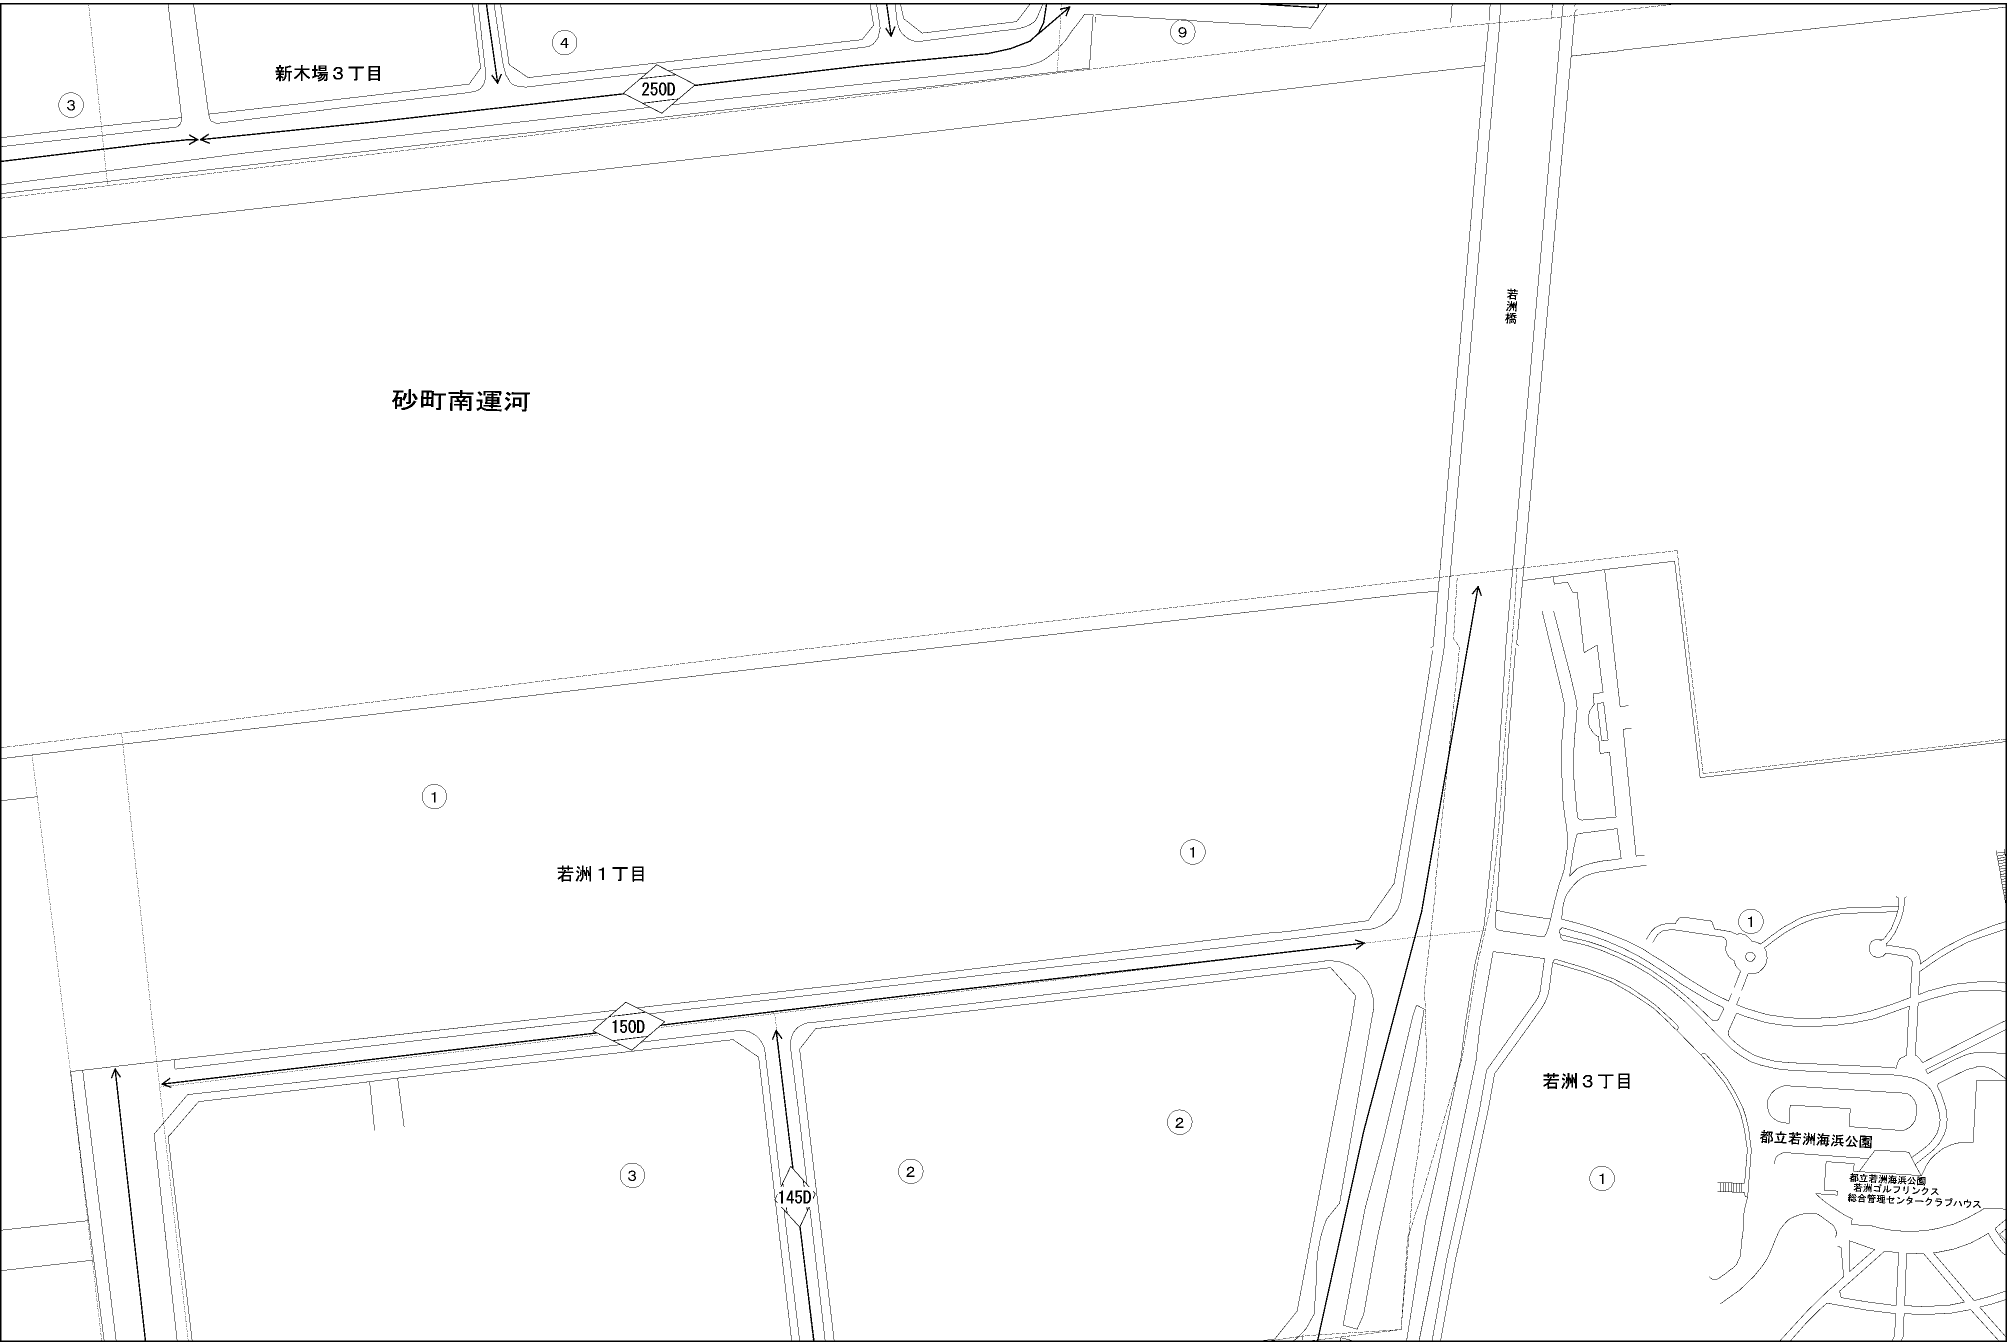 ④
⑨
新木場３丁目
250D
③
若洲橋
砂町南運河
①
①
若洲１丁目
①
150D
若洲３丁目
②
都立若洲海浜公園
③
②
①
145D
都立若洲海浜公園
若洲ゴルフリンクス
総合管理センタークラブハウス